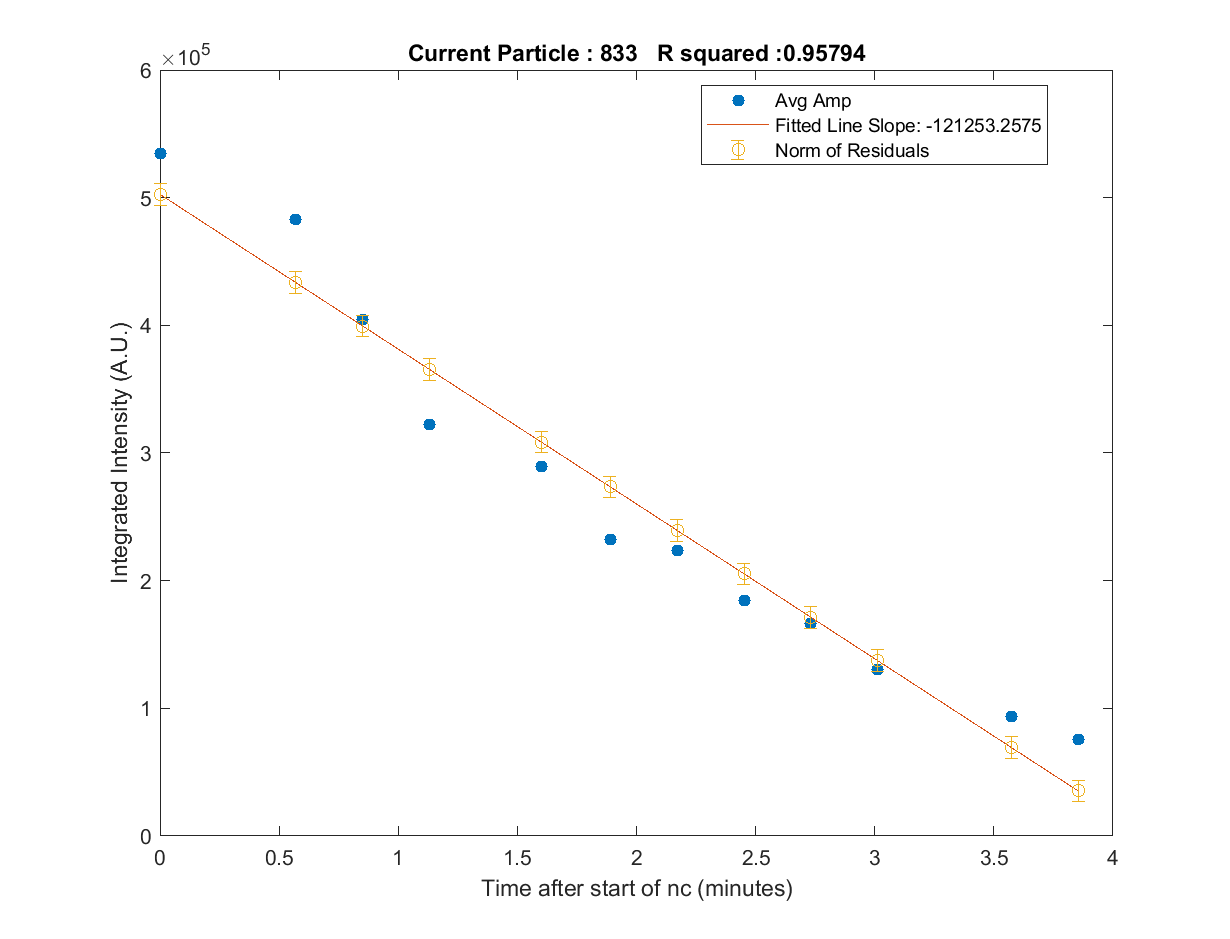 Current Particle : 833   R squared :0.95794
×10^5
Avg Amp
Fitted Line Slope: -121253.2575
Norm of Residuals
6
5
4
3
2
1
0
Integrated Intensity (A.U.)
0 0.5 1 1.5 2 2.5 3 3.5 4
Time after start of nc (minutes)